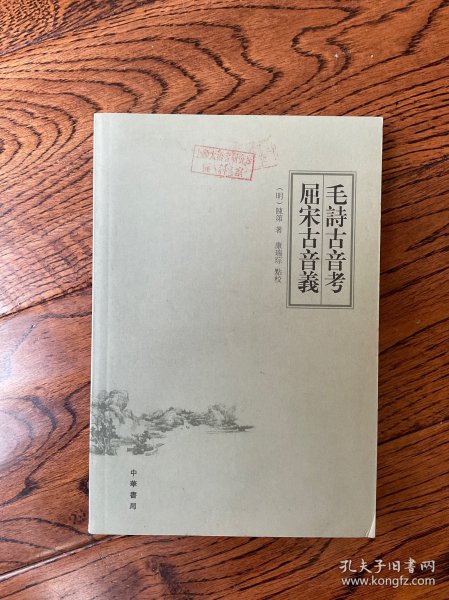 毛詩古音考
屈宋古音義
（明）陳第 著 康瑞琮 點校
中華書局
孔夫子旧书网
www.kongfz.com